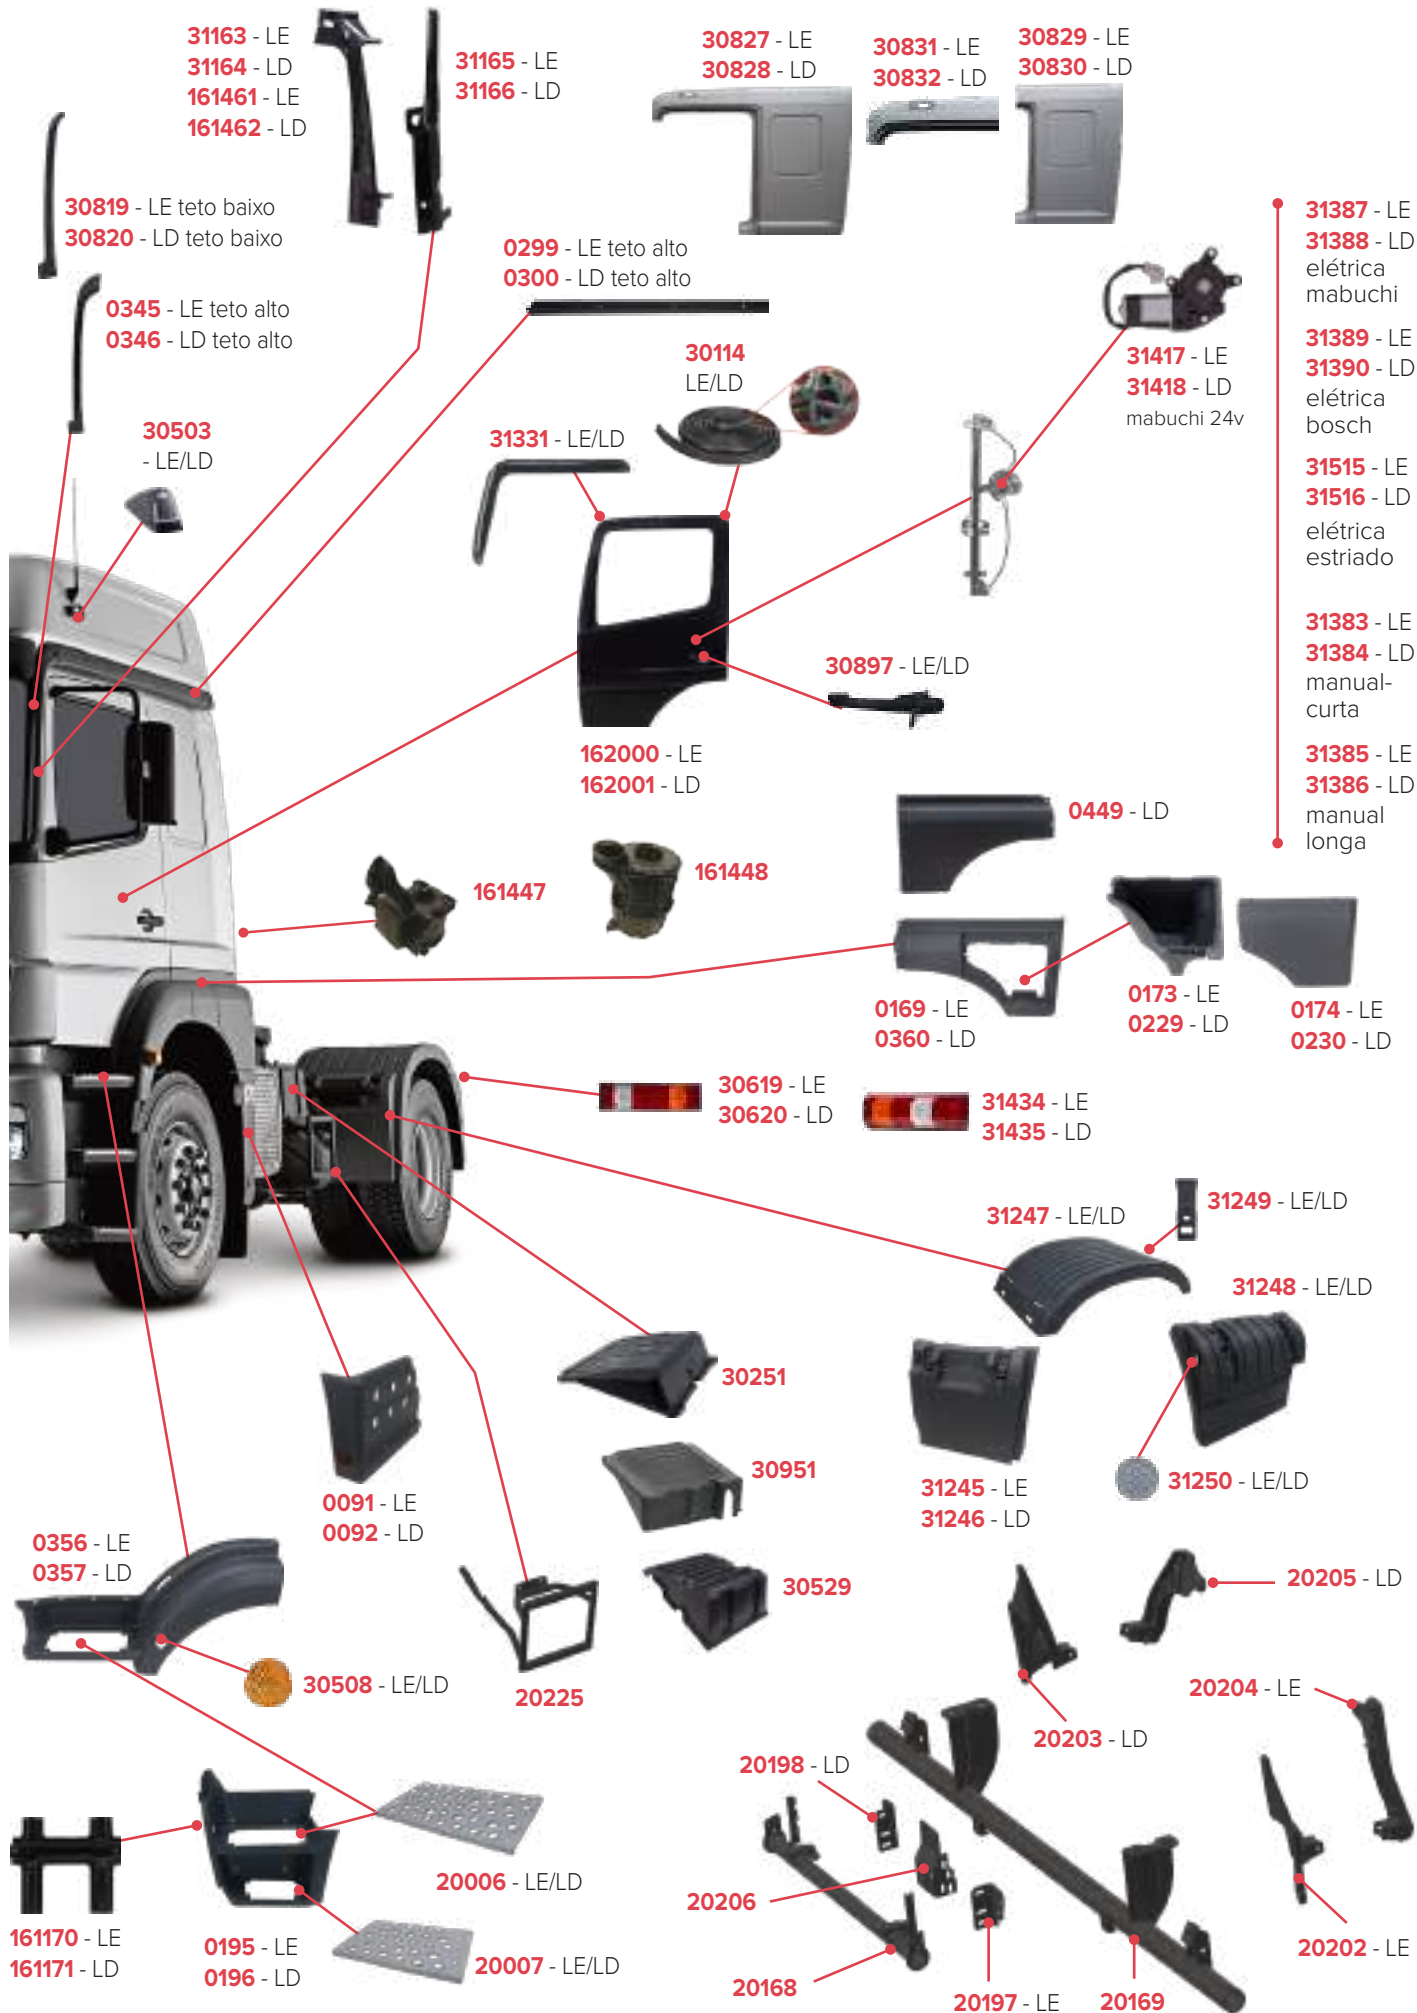 31163 - LE
31164 - LD
161461 - LE
161462 - LD
31165 - LE
31166 - LD
30827 - LE
30828 - LD
30831 - LE
30832 - LD
30829 - LE
30830 - LD
30819 - LE teto baixo
30820 - LD teto baixo
0299 - LE teto alto
0300 - LD teto alto
0345 - LE teto alto
0346 - LD teto alto
30114
LE/LD
31417 - LE
31418 - LD
mabuchi 24v
31387 - LE
31388 - LD
elétrica
mabuchi
31389 - LE
31390 - LD
elétrica
bosch
31515 - LE
31516 - LD
elétrica
estriado
31383 - LE
31384 - LD
manual-
curta
31385 - LE
31386 - LD
manual
longa
30503
- LE/LD
31331 - LE/LD
30897 - LE/LD
162000 - LE
162001 - LD
0449 - LD
161447
161448
0169 - LE
0360 - LD
0173 - LE
0229 - LD
0174 - LE
0230 - LD
30619 - LE
30620 - LD
31434 - LE
31435 - LD
31247 - LE/LD
31249 - LE/LD
31248 - LE/LD
30251
30951
31245 - LE
31246 - LD
31250 - LE/LD
0091 - LE
0092 - LD
0356 - LE
0357 - LD
30529
20205 - LD
30508 - LE/LD
20225
20203 - LD
20204 - LE
20198 - LD
20006 - LE/LD
20206
161170 - LE
161171 - LD
0195 - LE
0196 - LD
20007 - LE/LD
20168
20197 - LE
20169
20202 - LE